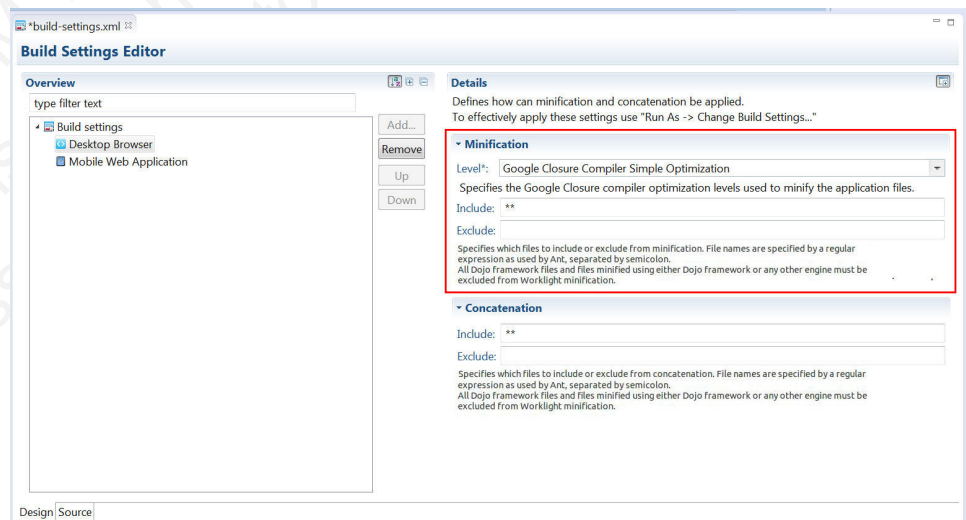 *build-settings.xml
Build Settings Editor
Overview
type filter text
Build settings
Desktop Browser
Mobile Web Application
Add...
Remove
Up
Down
Details
Defines how can minification and concatenation be applied.
To effectively apply these settings use "Run As -> Change Build Settings..."
Minification
Level*: Google Closure Compiler Simple Optimization
Specifies the Google Closure compiler optimization levels used to minify the application files.
Include: **
Exclude:
Specifies which files to include or exclude from minification. File names are specified by a regular
expression as used by Ant, separated by semicolon.
All Dojo framework files and files minified using either Dojo framework or any other engine must be
excluded from Worklight minification.
Concatenation
Include: **
Exclude:
Specifies which files to include or exclude from concatenation. File names are specified by a regular
expression as used by Ant, separated by semicolon.
All Dojo framework files and files minified using either Dojo framework or any other engine must be
excluded from Worklight minification.
Design Source